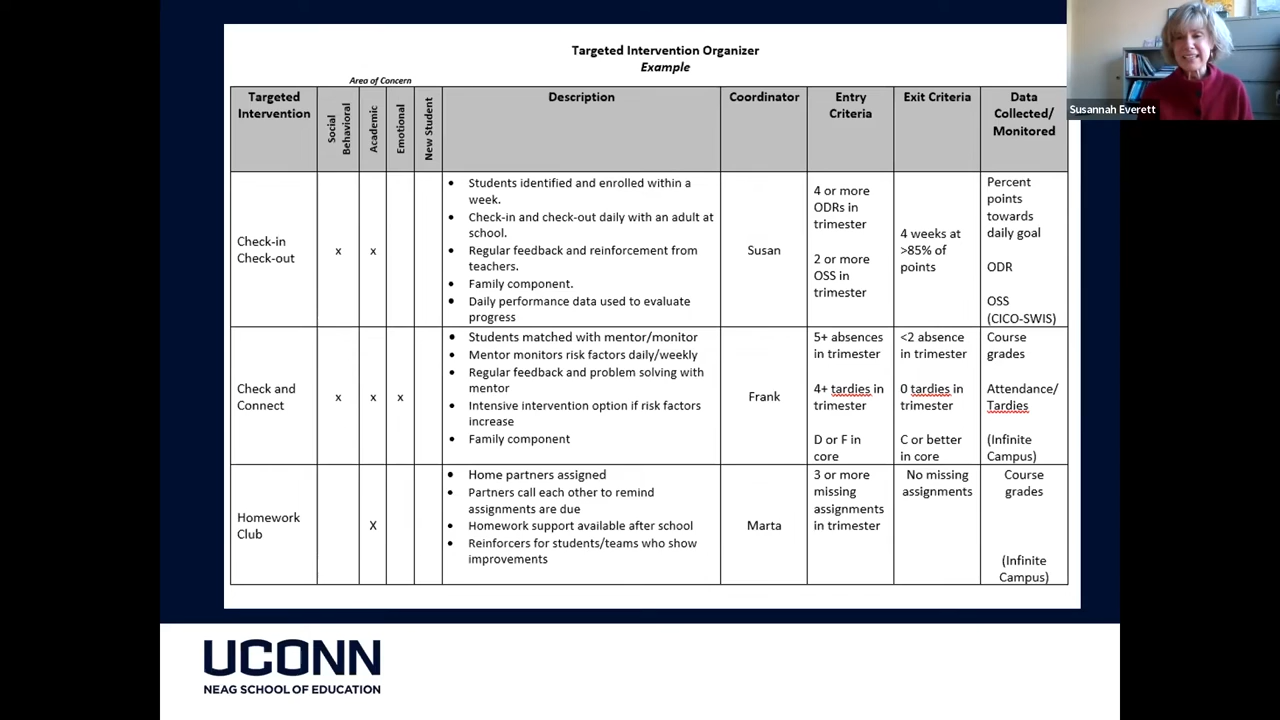 Targeted Intervention Organizer
Example
Area of Concern
Targeted
Intervention
Social
Behavioral
Academic
Emotional
New Student
Description
Coordinator
Entry
Criteria
Exit Criteria
Data
Collected/
Monitored
Check-in
Check-out
x
x
• Students identified and enrolled within a
week.
• Check-in and check-out daily with an adult at
school.
• Regular feedback and reinforcement from
teachers.
• Family component.
• Daily performance data used to evaluate
progress
Susan
4 or more
ODRs in
trimester
2 or more
OSS in
trimester
4 weeks at
>85% of
points
Percent
points
towards
daily goal
ODR
OSS
(CICO-SWIS)
Check and
Connect
x
x
x
• Students matched with mentor/monitor
• Mentor monitors risk factors daily/weekly
• Regular feedback and problem solving with
mentor
• Intensive intervention option if risk factors
increase
• Family component
Frank
5+ absences
in trimester
4+ tardies in
trimester
D or F in
core
<2 absence
in trimester
0 tardies in
trimester
C or better
in core
Course
grades
Attendance/
Tardies
(Infinite
Campus)
Homework
Club
X
• Home partners assigned
• Partners call each other to remind
assignments are due
• Homework support available after school
• Reinforcers for students/teams who show
improvements
Marta
3 or more
missing
assignments
in trimester
No missing
assignments
Course
grades
(Infinite
Campus)
Susannah Everett
UCONN
NEAG SCHOOL OF EDUCATION